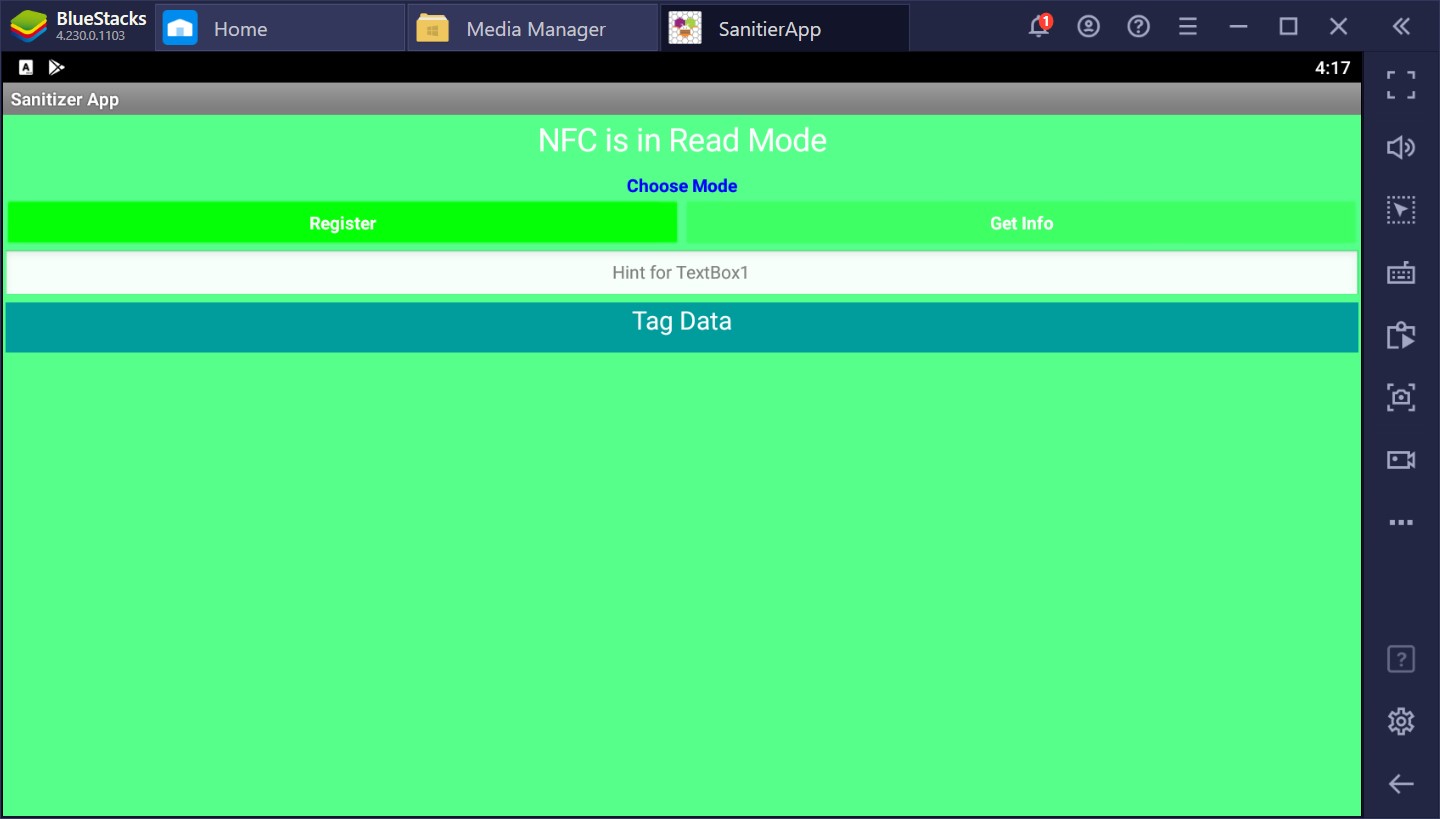 BlueStacks
4.230.0.1103
Home
Media Manager
SanitierApp
1
4:17
Sanitizer App
NFC is in Read Mode
Choose Mode
Register
Get Info
Hint for TextBox1
Tag Data